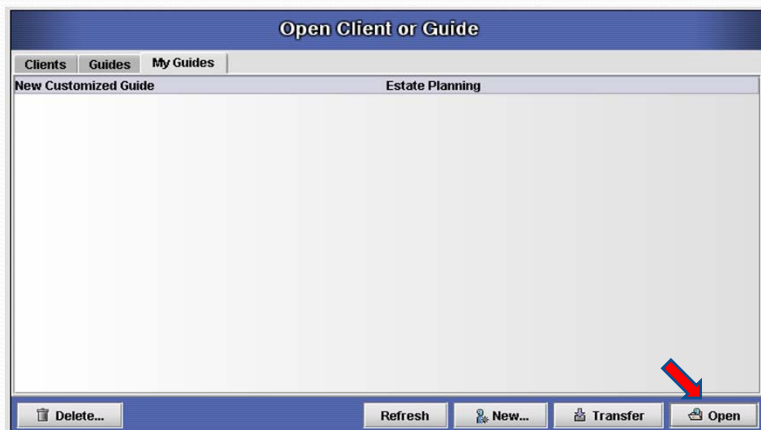 Open Client or Guide
Clients Guides My Guides
New Customized Guide Estate Planning
Delete... Refresh New... Transfer Open